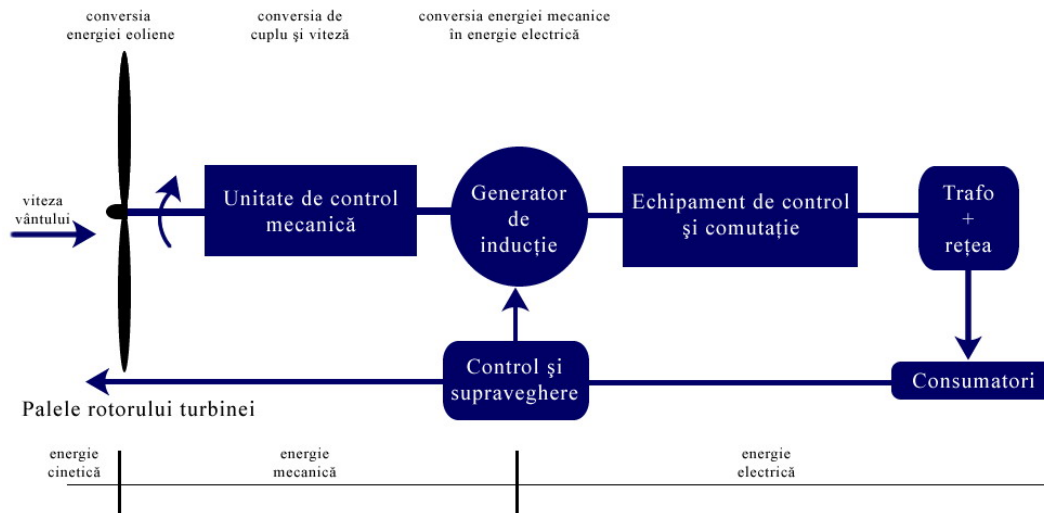 conversia
energiei eoliene
conversia de
cuplu şi viteză
conversia energiei mecanice
în energie electrică
viteza
vântului
Unitate de control
mecanică
Generator
de
inducție
Echipament de control
și comutație
Trafo
+
rețea
Control şi
supraveghere
Consumatori
Palele rotorului turbinei
energie
cinetică
energie
mecanică
energie
electrică